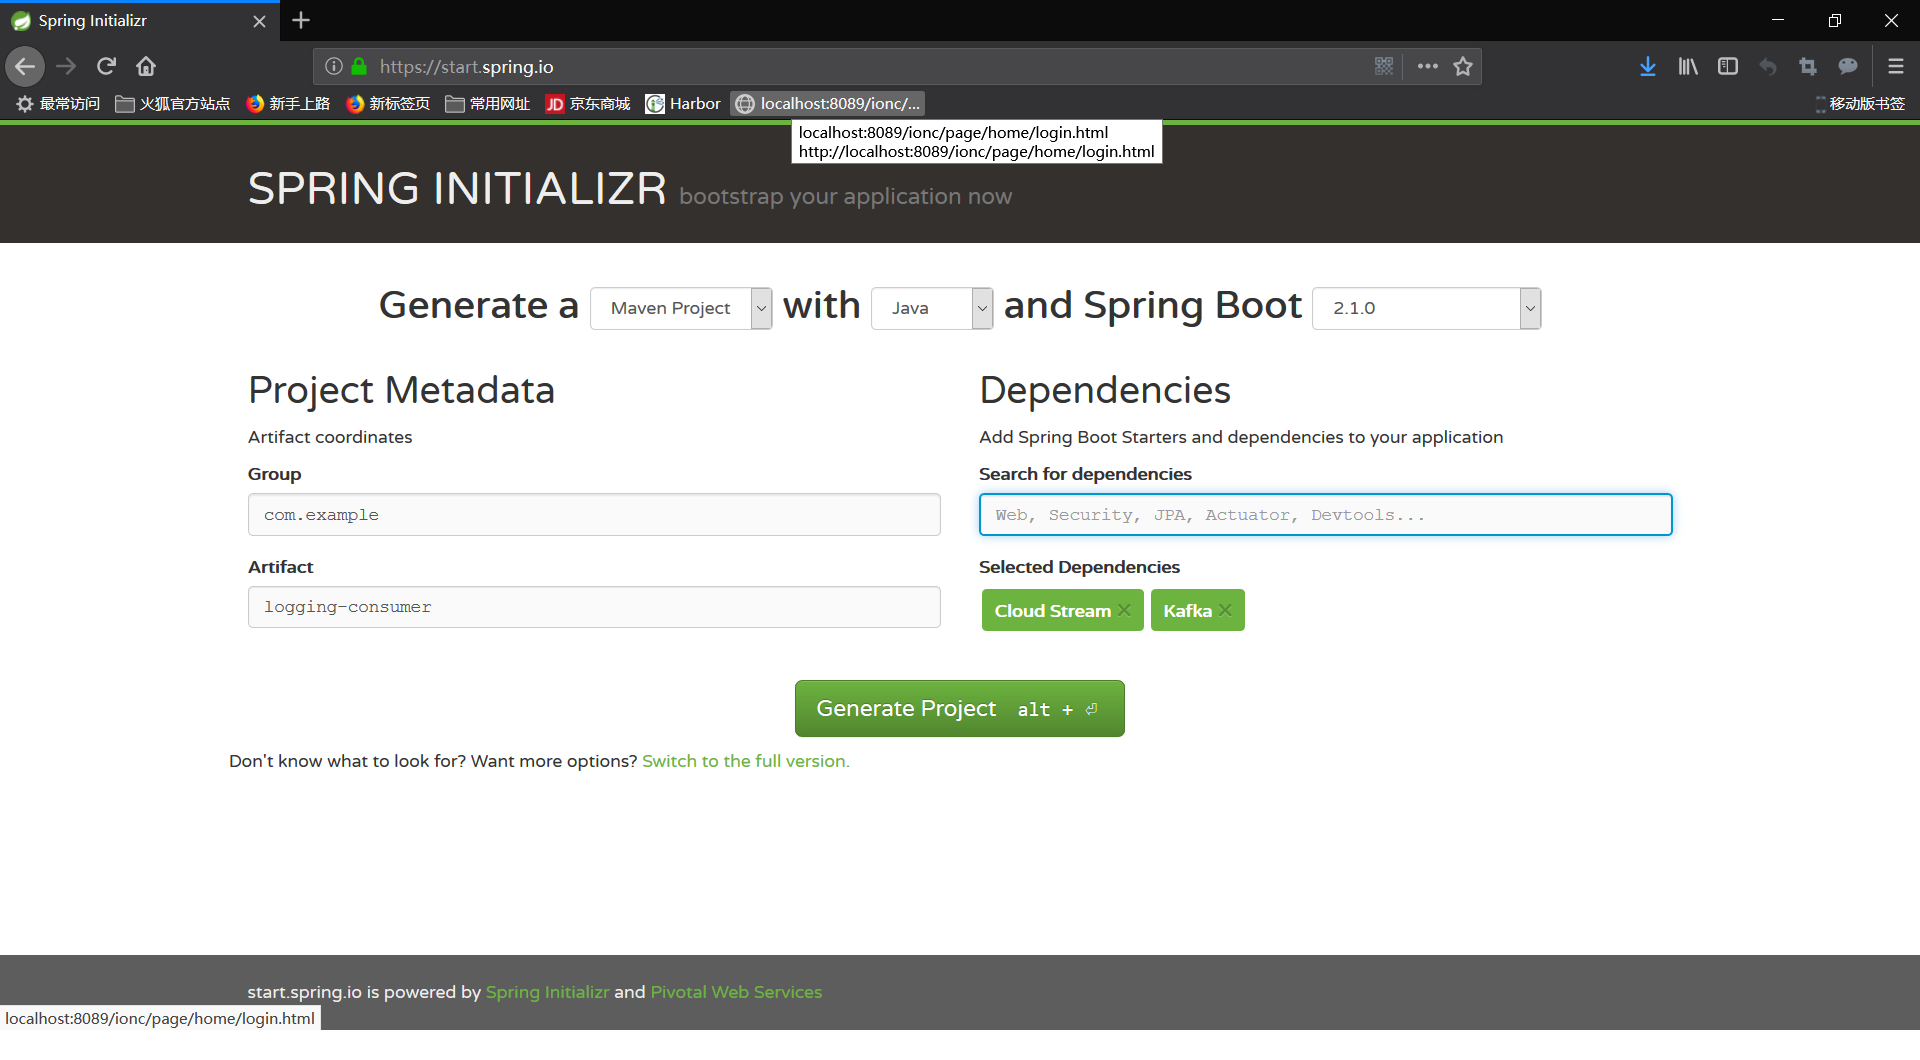 Spring Initializr
https://start.spring.io
最常访问 火狐官方站点 新手上路 新标签页 常用网址 JD 京东商城 Harbor localhost:8089/ionc/... 移动版书签
localhost:8089/ionc/page/home/login.html
http://localhost:8089/ionc/page/home/login.html
SPRING INITIALIZR bootstrap your application now
Generate a Maven Project with Java and Spring Boot 2.1.0
Project Metadata
Artifact coordinates
Group
com.example
Artifact
logging-consumer
Dependencies
Add Spring Boot Starters and dependencies to your application
Search for dependencies
Web, Security, JPA, Actuator, Devtools...
Selected Dependencies
Cloud Stream × Kafka ×
Generate Project alt + ⏎
Don't know what to look for? Want more options? Switch to the full version.
start.spring.io is powered by Spring Initializr and Pivotal Web Services
localhost:8089/ionc/page/home/login.html